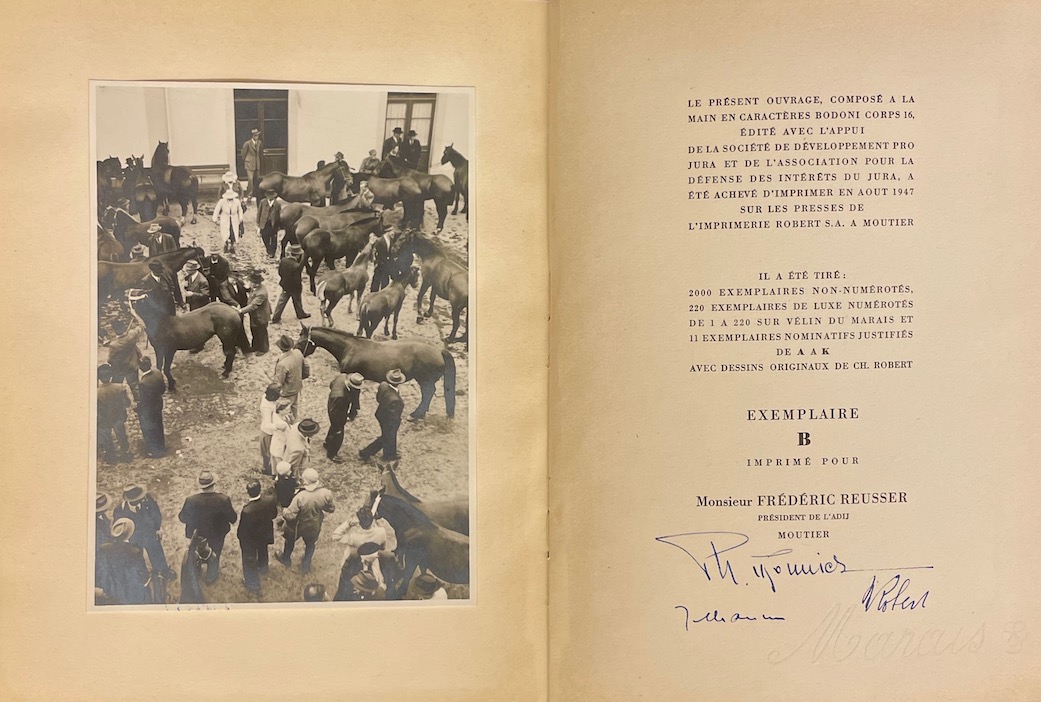 LE PRÉSENT OUVRAGE, COMPOSÉ A LA
MAIN EN CARACTÈRES BODONI CORPS 16,
ÉDITÉ AVEC L'APPUI
DE LA SOCIÉTÉ DE DÉVELOPPEMENT PRO
JURA ET DE L'ASSOCIATION POUR LA
DÉFENSE DES INTÉRÊTS DU JURA, A
ÉTÉ ACHEVÉ D'IMPRIMER EN AOUT 1947
SUR LES PRESSES DE
L'IMPRIMERIE ROBERT S.A. A MOUTIER
IL A ÉTÉ TIRÉ :
2000 EXEMPLAIRES NON-NUMÉROTÉS,
220 EXEMPLAIRES DE LUXE NUMÉROTÉS
DE 1 A 220 SUR VÉLIN DU MARAIS ET
11 EXEMPLAIRES NOMINATIFS JUSTIFIÉS
DE A A K
AVEC DESSINS ORIGINAUX DE CH. ROBERT
EXEMPLAIRE
B
IMPRIMÉ POUR
Monsieur FRÉDÉRIC REUSSER
PRÉSIDENT DE L'ADIJ
MOUTIER
Robert
Marais